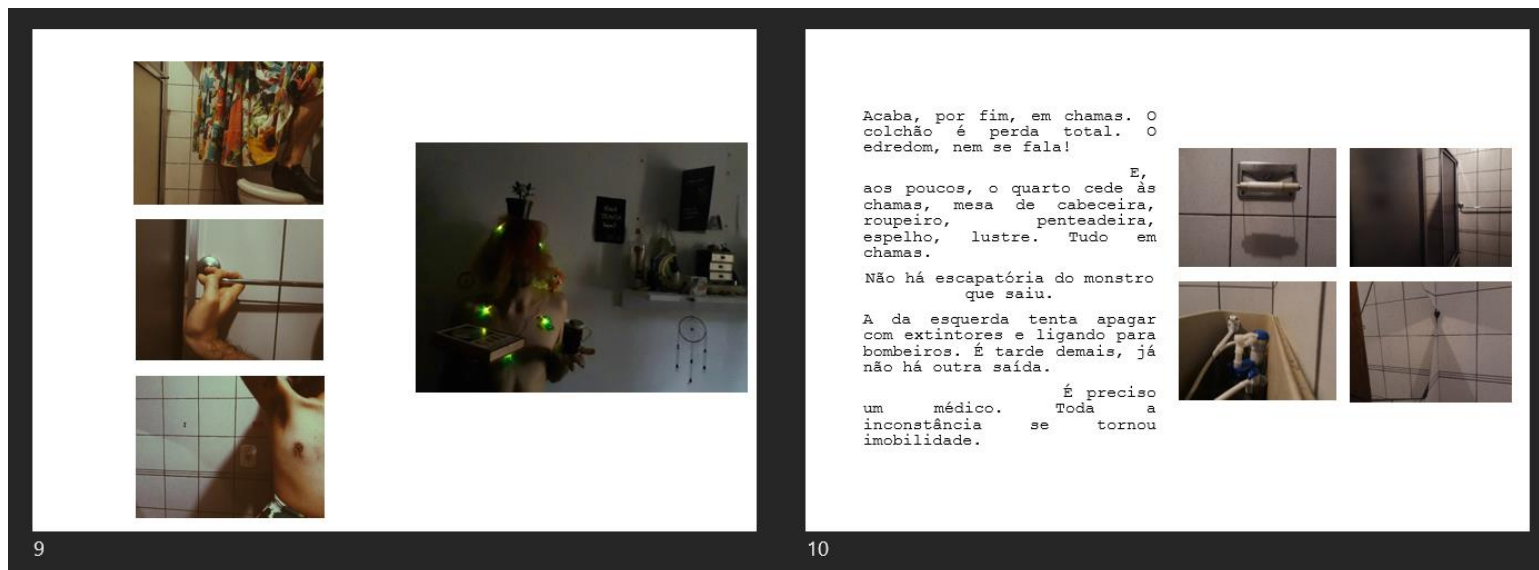 Acaba, por fim, em chamas. O
colchão é perda total. O
edredom, nem se fala!
E,
aos poucos, o quarto cede às
chamas, mesa de cabeceira,
roupeiro, penteadeira,
espelho, lustre. Tudo em
chamas.
Não há escapatória do monstro
que saiu.
A da esquerda tenta apagar
com extintores e ligando para
bombeiros. É tarde demais, já
não há outra saída.
É preciso
um médico. Toda a
inconstância se tornou
imobilidade.
9
10